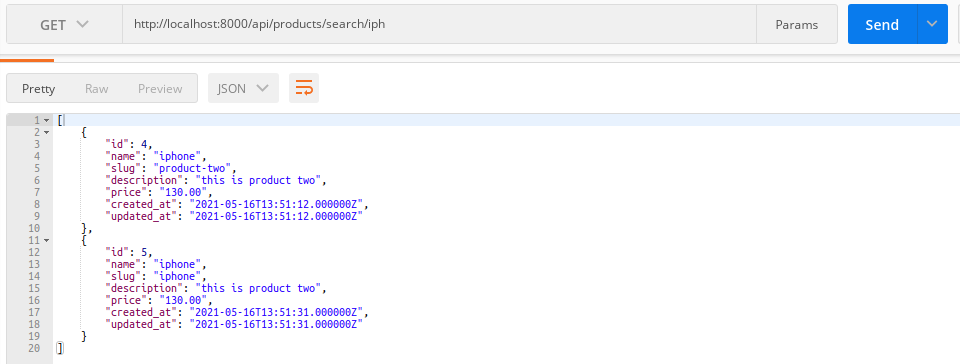 GET http://localhost:8000/api/products/search/iph Params Send
Pretty Raw Preview JSON
1 [
2 {
3 "id": 4,
4 "name": "iphone",
5 "slug": "product-two",
6 "description": "this is product two",
7 "price": "130.00",
8 "created_at": "2021-05-16T13:51:12.000000Z",
9 "updated_at": "2021-05-16T13:51:12.000000Z"
10 },
11 {
12 "id": 5,
13 "name": "iphone",
14 "slug": "iphone",
15 "description": "this is product two",
16 "price": "130.00",
17 "created_at": "2021-05-16T13:51:31.000000Z",
18 "updated_at": "2021-05-16T13:51:31.000000Z"
19 }
20 ]